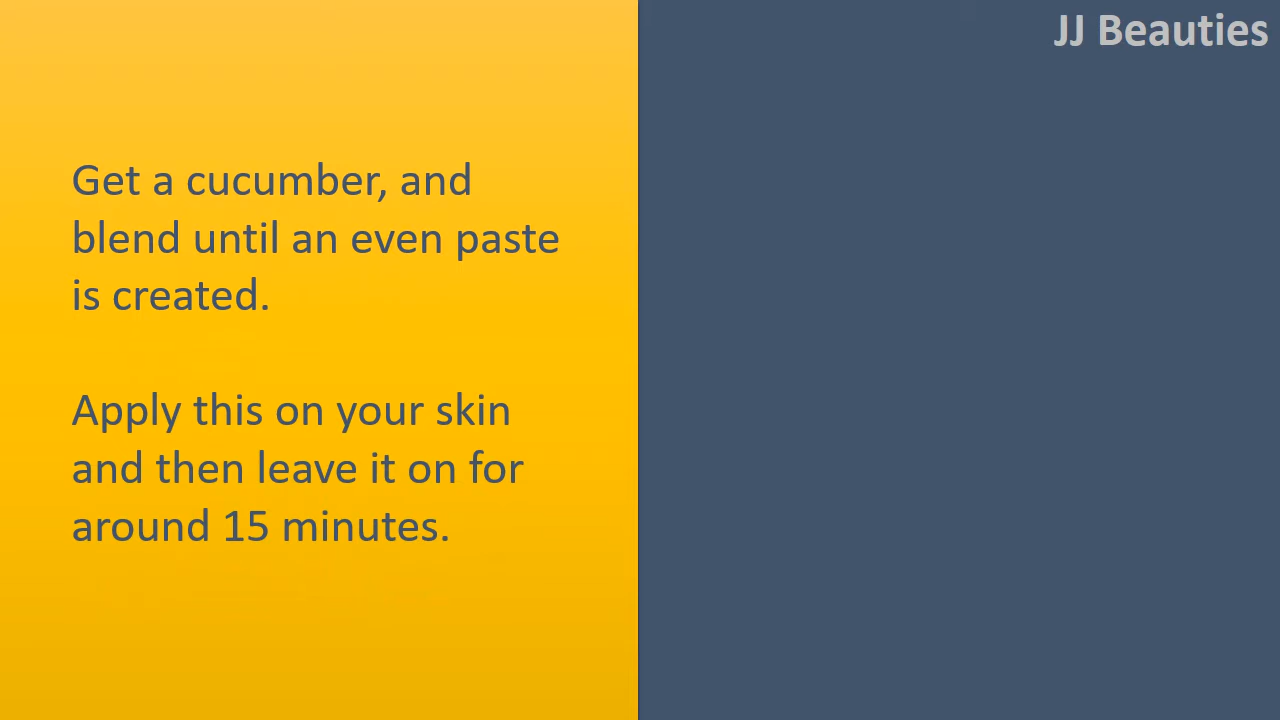 JJ Beauties
Get a cucumber, and
blend until an even paste
is created.
Apply this on your skin
and then leave it on for
around 15 minutes.